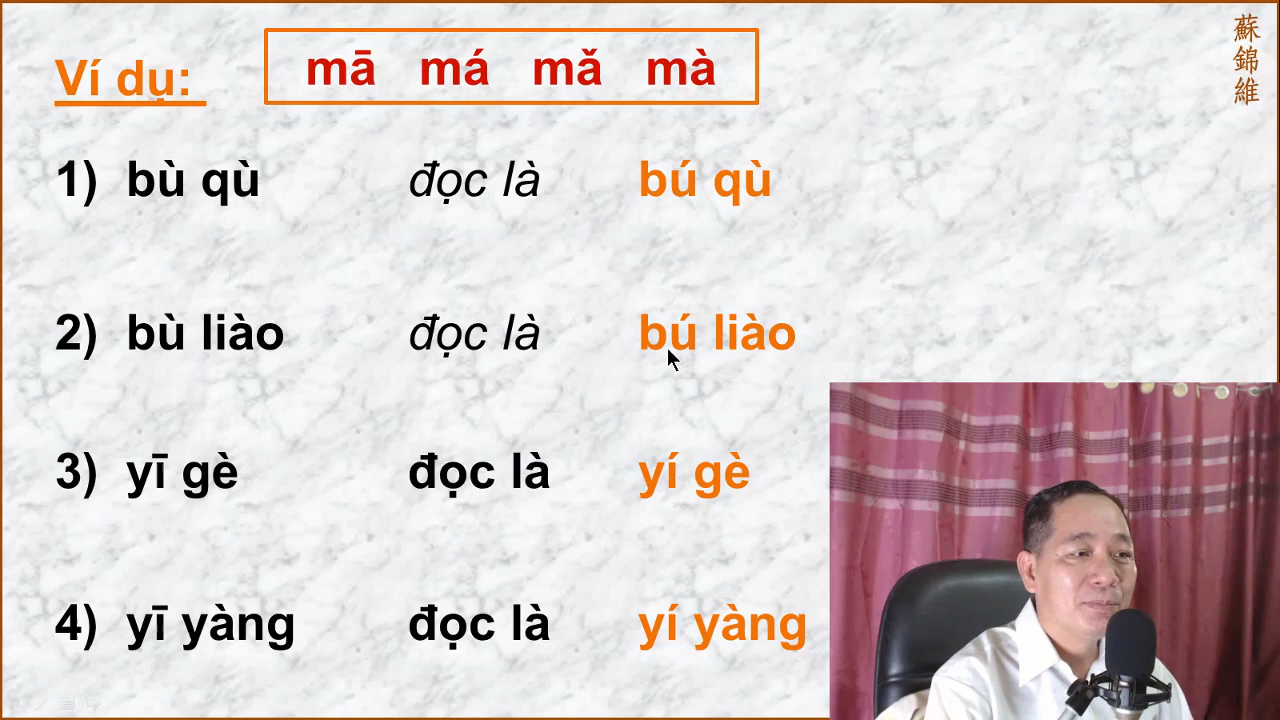 Ví dụ: mā má mǎ mà
蘇錦維
1) bù qù đọc là bú qù
2) bù liào đọc là bú liào
3) yī gè đọc là yí gè
4) yī yàng đọc là yí yàng